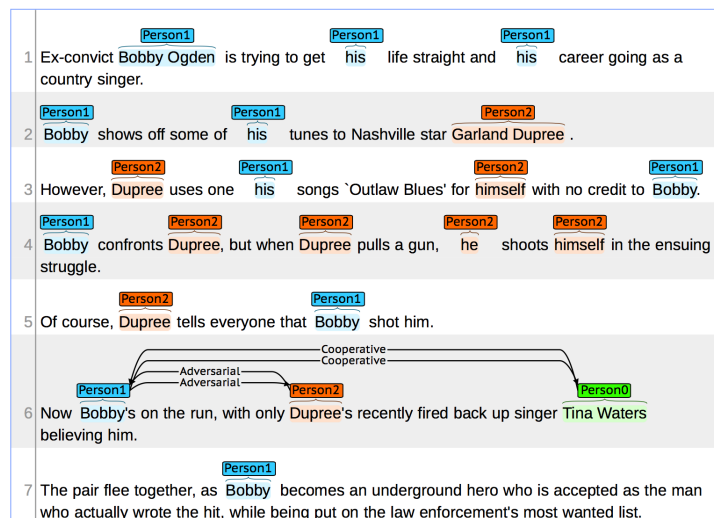 Person1 Person1 Person1
1 Ex-convict Bobby Ogden is trying to get his life straight and his career going as a
country singer.
Person1 Person1 Person2
2 Bobby shows off some of his tunes to Nashville star Garland Dupree .
Person2 Person1 Person2 Person1
3 However, Dupree uses one his songs `Outlaw Blues' for himself with no credit to Bobby.
Person1 Person2 Person2 Person2 Person2
4 Bobby confronts Dupree, but when Dupree pulls a gun, he shoots himself in the ensuing
struggle.
Person2 Person1
5 Of course, Dupree tells everyone that Bobby shot him.
Cooperative
Cooperative
Adversarial
Adversarial
Person1 Person2 Person0
6 Now Bobby's on the run, with only Dupree's recently fired back up singer Tina Waters
believing him.
Person1
7 The pair flee together, as Bobby becomes an underground hero who is accepted as the man
who actually wrote the hit, while being put on the law enforcement's most wanted list.